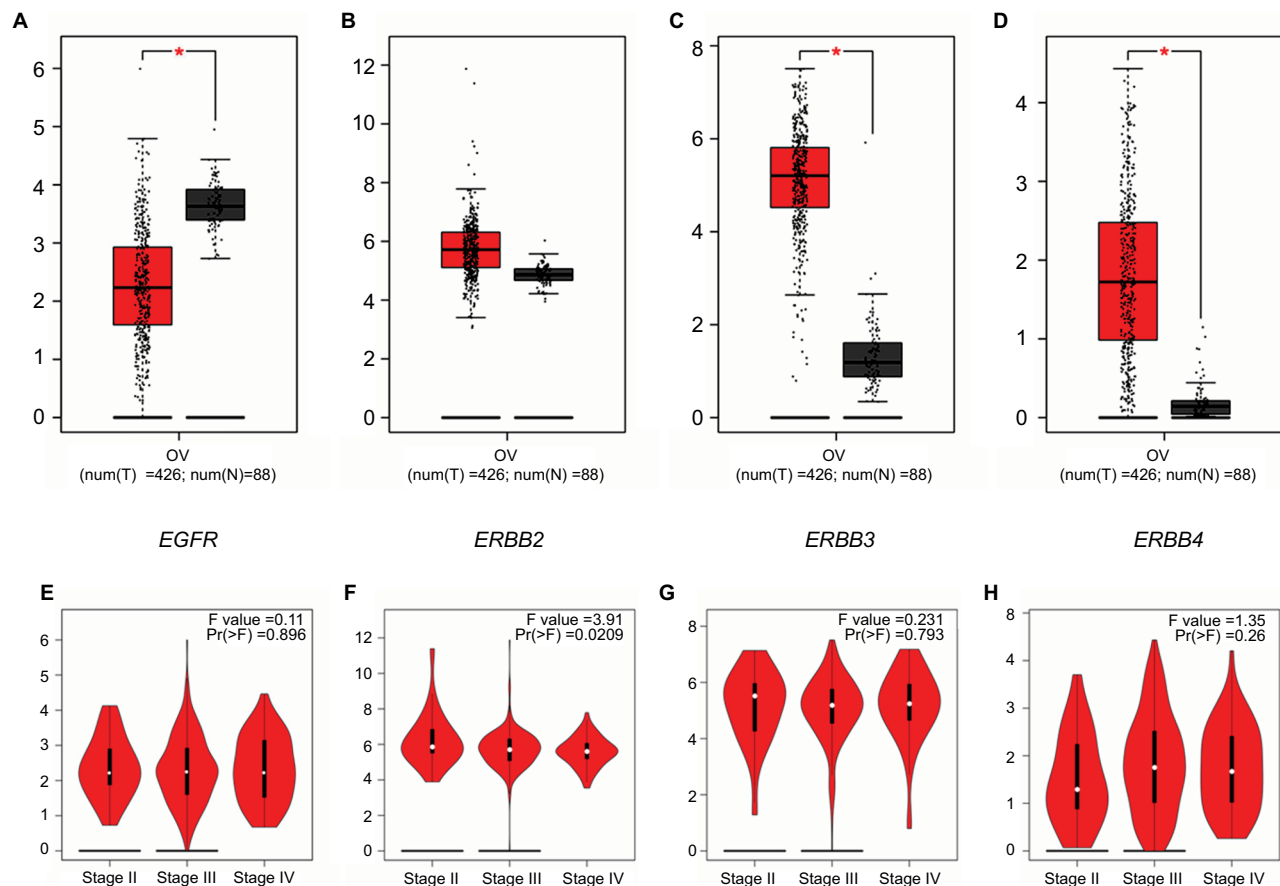 A
B
C
D
6
5
4
3
2
1
0
*
OV
(num(T) =426; num(N)=88)
12
10
8
6
4
2
0
OV
(num(T) =426; num(N) =88)
8
6
4
2
0
*
OV
(num(T) =426; num(N) =88)
4
3
2
1
0
*
OV
(num(T) =426; num(N) =88)
EGFR
ERBB2
ERBB3
ERBB4
E
F
G
H
F value =0.11
Pr(>F) =0.896
6
5
4
3
2
1
0
Stage II
Stage III
Stage IV
F value =3.91
Pr(>F) =0.0209
12
10
8
6
4
2
0
Stage II
Stage III
Stage IV
F value =0.231
Pr(>F) =0.793
8
6
4
2
0
Stage II
Stage III
Stage IV
F value =1.35
Pr(>F) =0.26
8
4
3
2
1
0
Stage II
Stage III
Stage IV